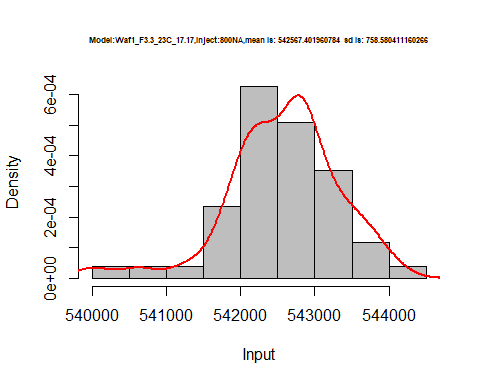 Model:Waf1_F3.3_23C_17.17,Inject:800NA,mean is: 542567.401960784 sd is: 758.580411160266
Density
0e+00
2e-04
4e-04
6e-04
540000 541000 542000 543000 544000
Input